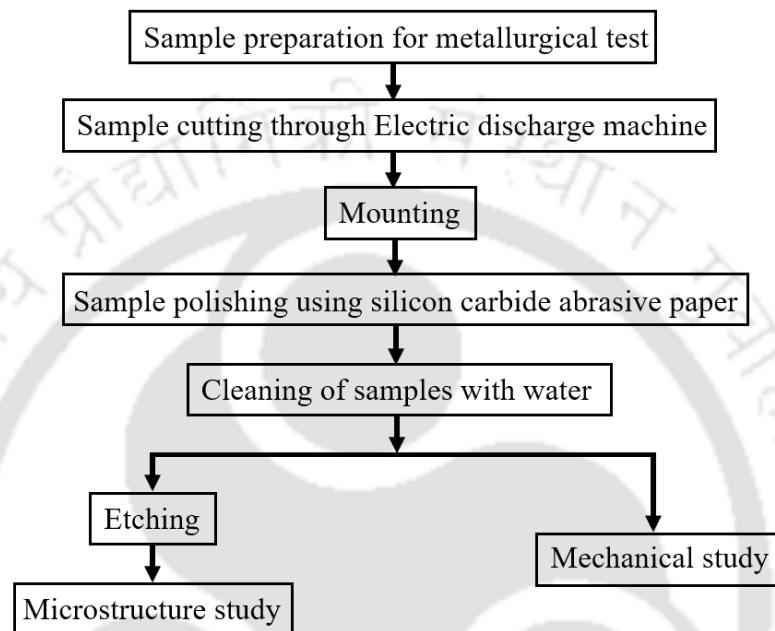 Sample preparation for metallurgical test
Sample cutting through Electric discharge machine
Mounting
Sample polishing using silicon carbide abrasive paper
Cleaning of samples with water
Etching
Mechanical study
Microstructure study